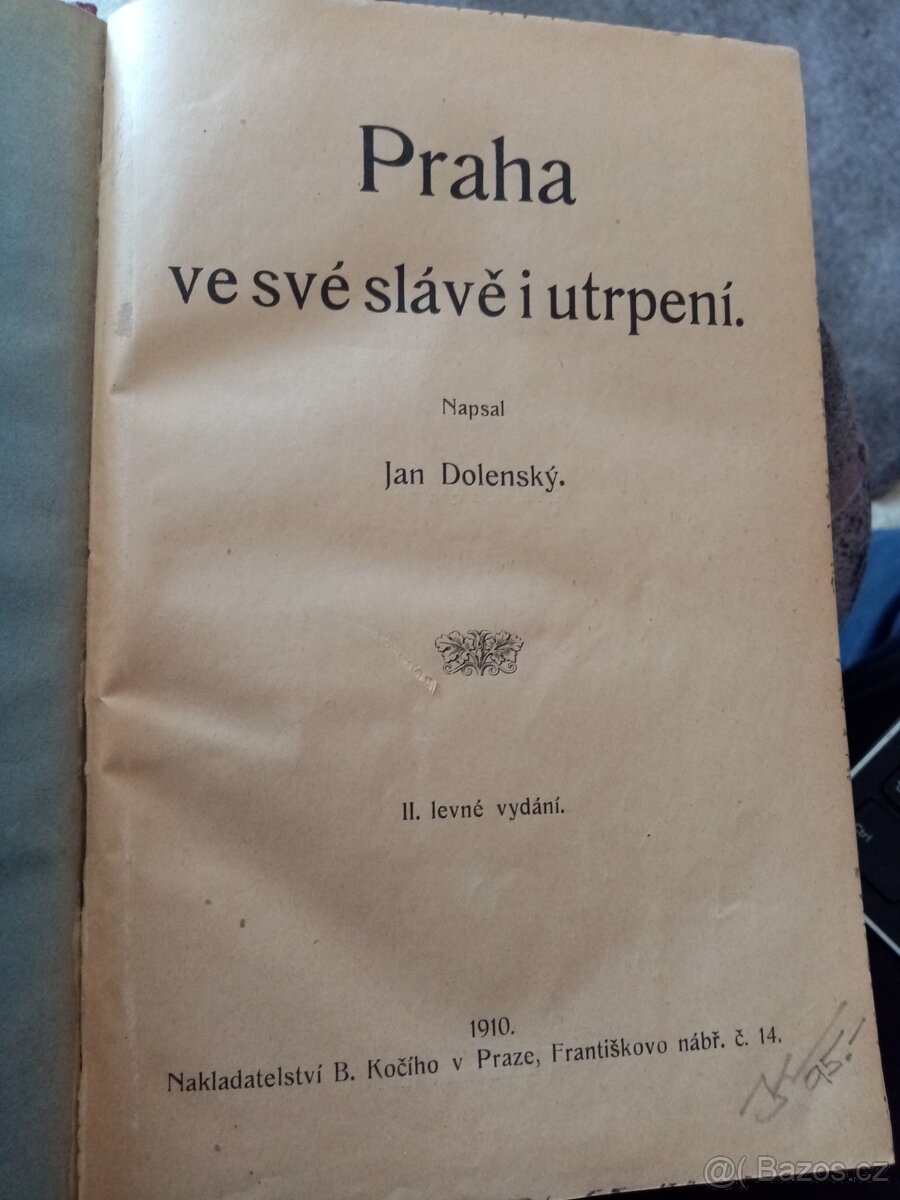 Praha
ve své slávě i utrpení.
Napsal
Jan Dolenský.
II. levné vydání.
1910.
Nakladatelství B. Kočího v Praze, Františkovo nábř. č. 14.
Ctrl
@( Bazos.cz